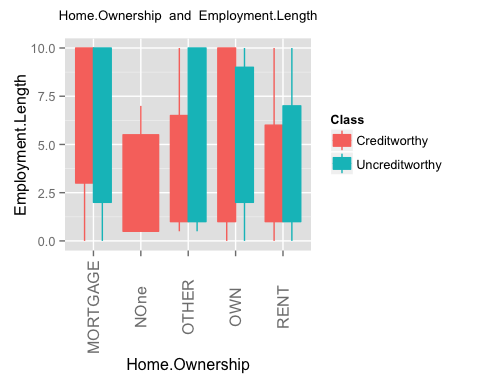 Home.Ownership and Employment.Length
10.0
7.5
5.0
2.5
0.0
Employment.Length
MORTGAGE
NOne
OTHER
OWN
RENT
Home.Ownership
Class
Creditworthy
Uncreditworthy